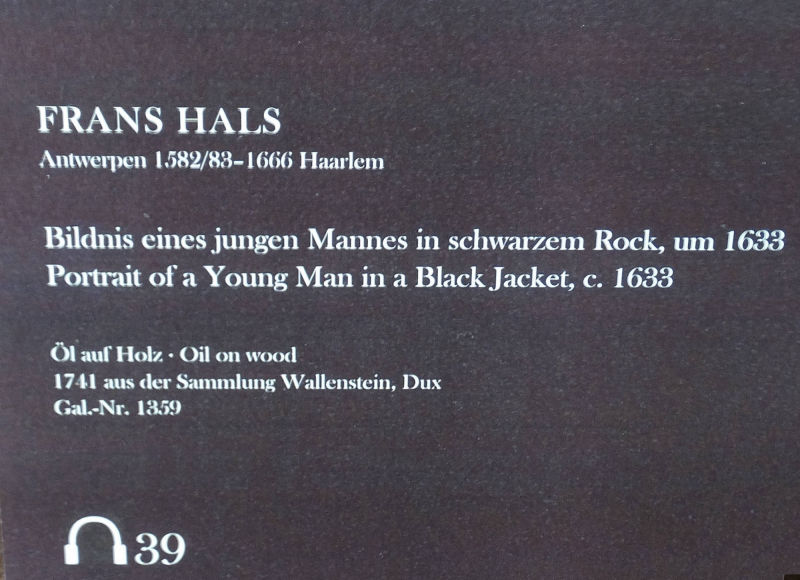 FRANS HALS
Antwerpen 1582/83–1666 Haarlem
Bildnis eines jungen Mannes in schwarzem Rock, um 1633
Portrait of a Young Man in a Black Jacket, c. 1633
Öl auf Holz · Oil on wood
1741 aus der Sammlung Wallenstein, Dux
Gal.-Nr. 1359
39